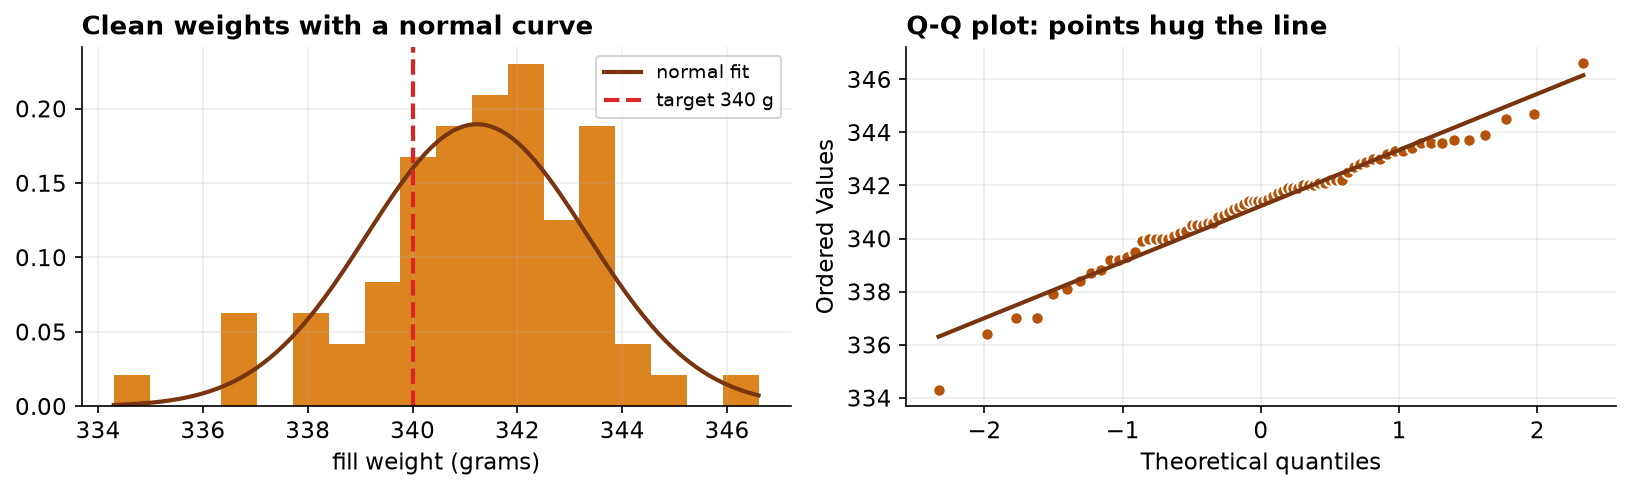 Clean weights with a normal curve
normal fit
target 340 g
0.20
0.15
0.10
0.05
0.00
334 336 338 340 342 344 346
fill weight (grams)
Q-Q plot: points hug the line
Ordered Values
346
344
342
340
338
336
334
−2 −1 0 1 2
Theoretical quantiles